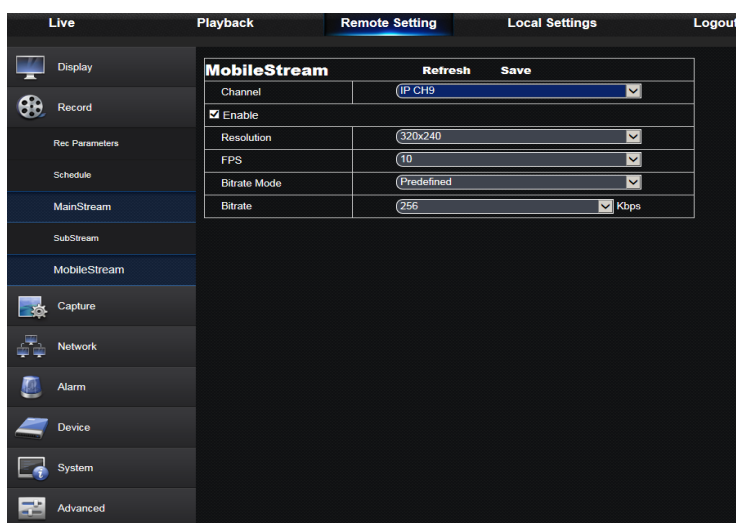 Live Playback Remote Setting Local Settings Logout
Display
Record
Rec Parameters
Schedule
MainStream
SubStream
MobileStream
Capture
Network
Alarm
Device
System
Advanced
MobileStream Refresh Save
Channel IP CH9
Enable
Resolution 320x240
FPS 10
Bitrate Mode Predefined
Bitrate 256 Kbps